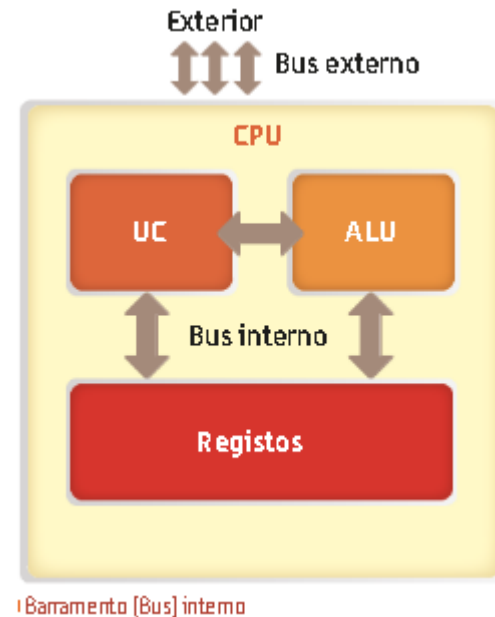 Exterior
Bus externo
CPU
UC
ALU
Bus interno
Registos
Barramento (Bus) interno